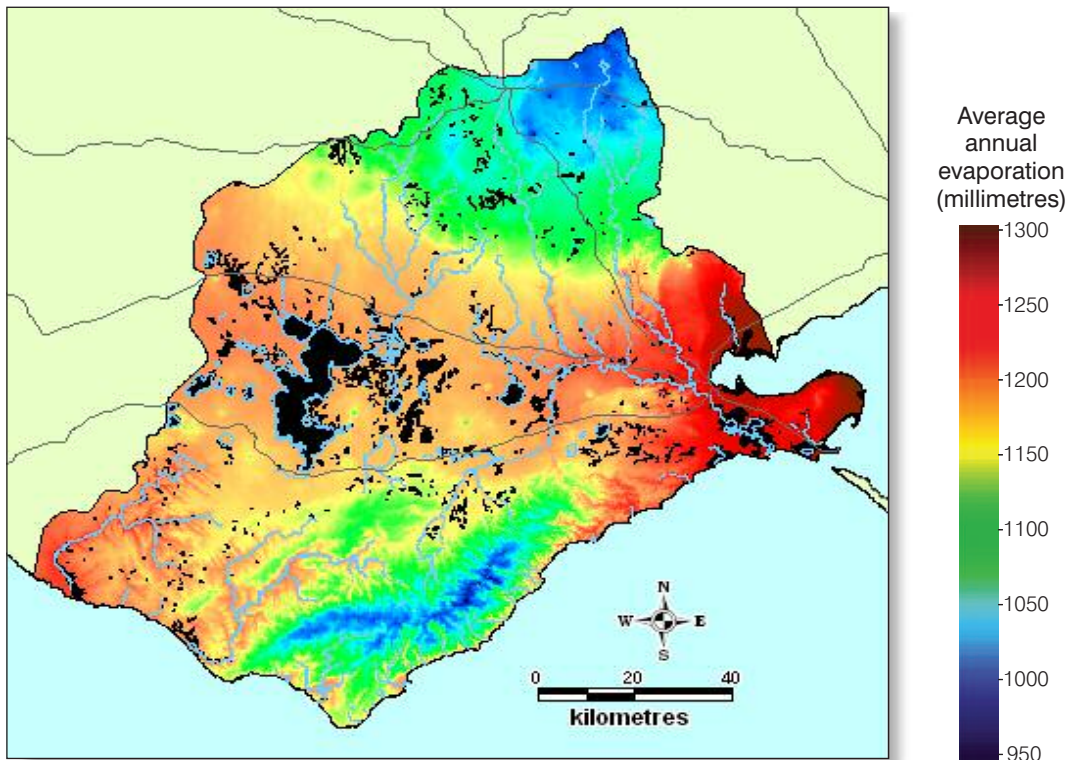 Average
annual
evaporation
(millimetres)
1300
1250
1200
1150
1100
1050
1000
950
N
W E
S
0 20 40
kilometres